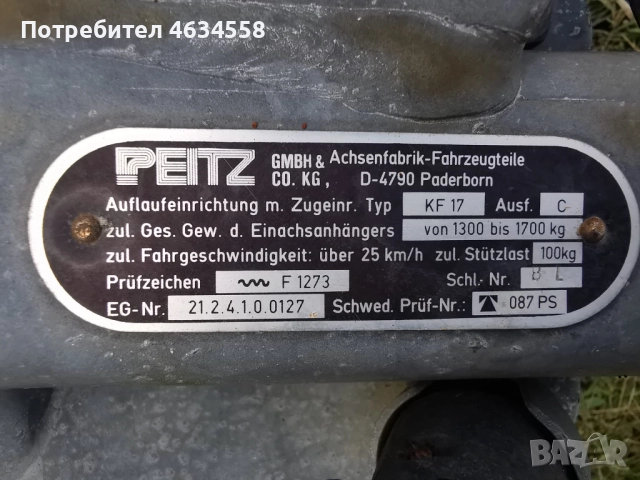 Потребител 4634558
PEITZ GMBH & CO. KG, Achsenfabrik-Fahrzeugteile
D-4790 Paderborn
Auflaufeinrichtung m. Zugeinr. Typ KF 17 Ausf. C
zul. Ges. Gew. d. Einachsanhängers von 1300 bis 1700 kg
zul. Fahrgeschwindigkeit: über 25 km/h zul. Stützlast 100kg
Prüfzeichen F 1273 Schl.-Nr. B L
EG-Nr. 21.2.4.1.0.0127 Schwed. Prüf-Nr.: 087 PS
BAZAR